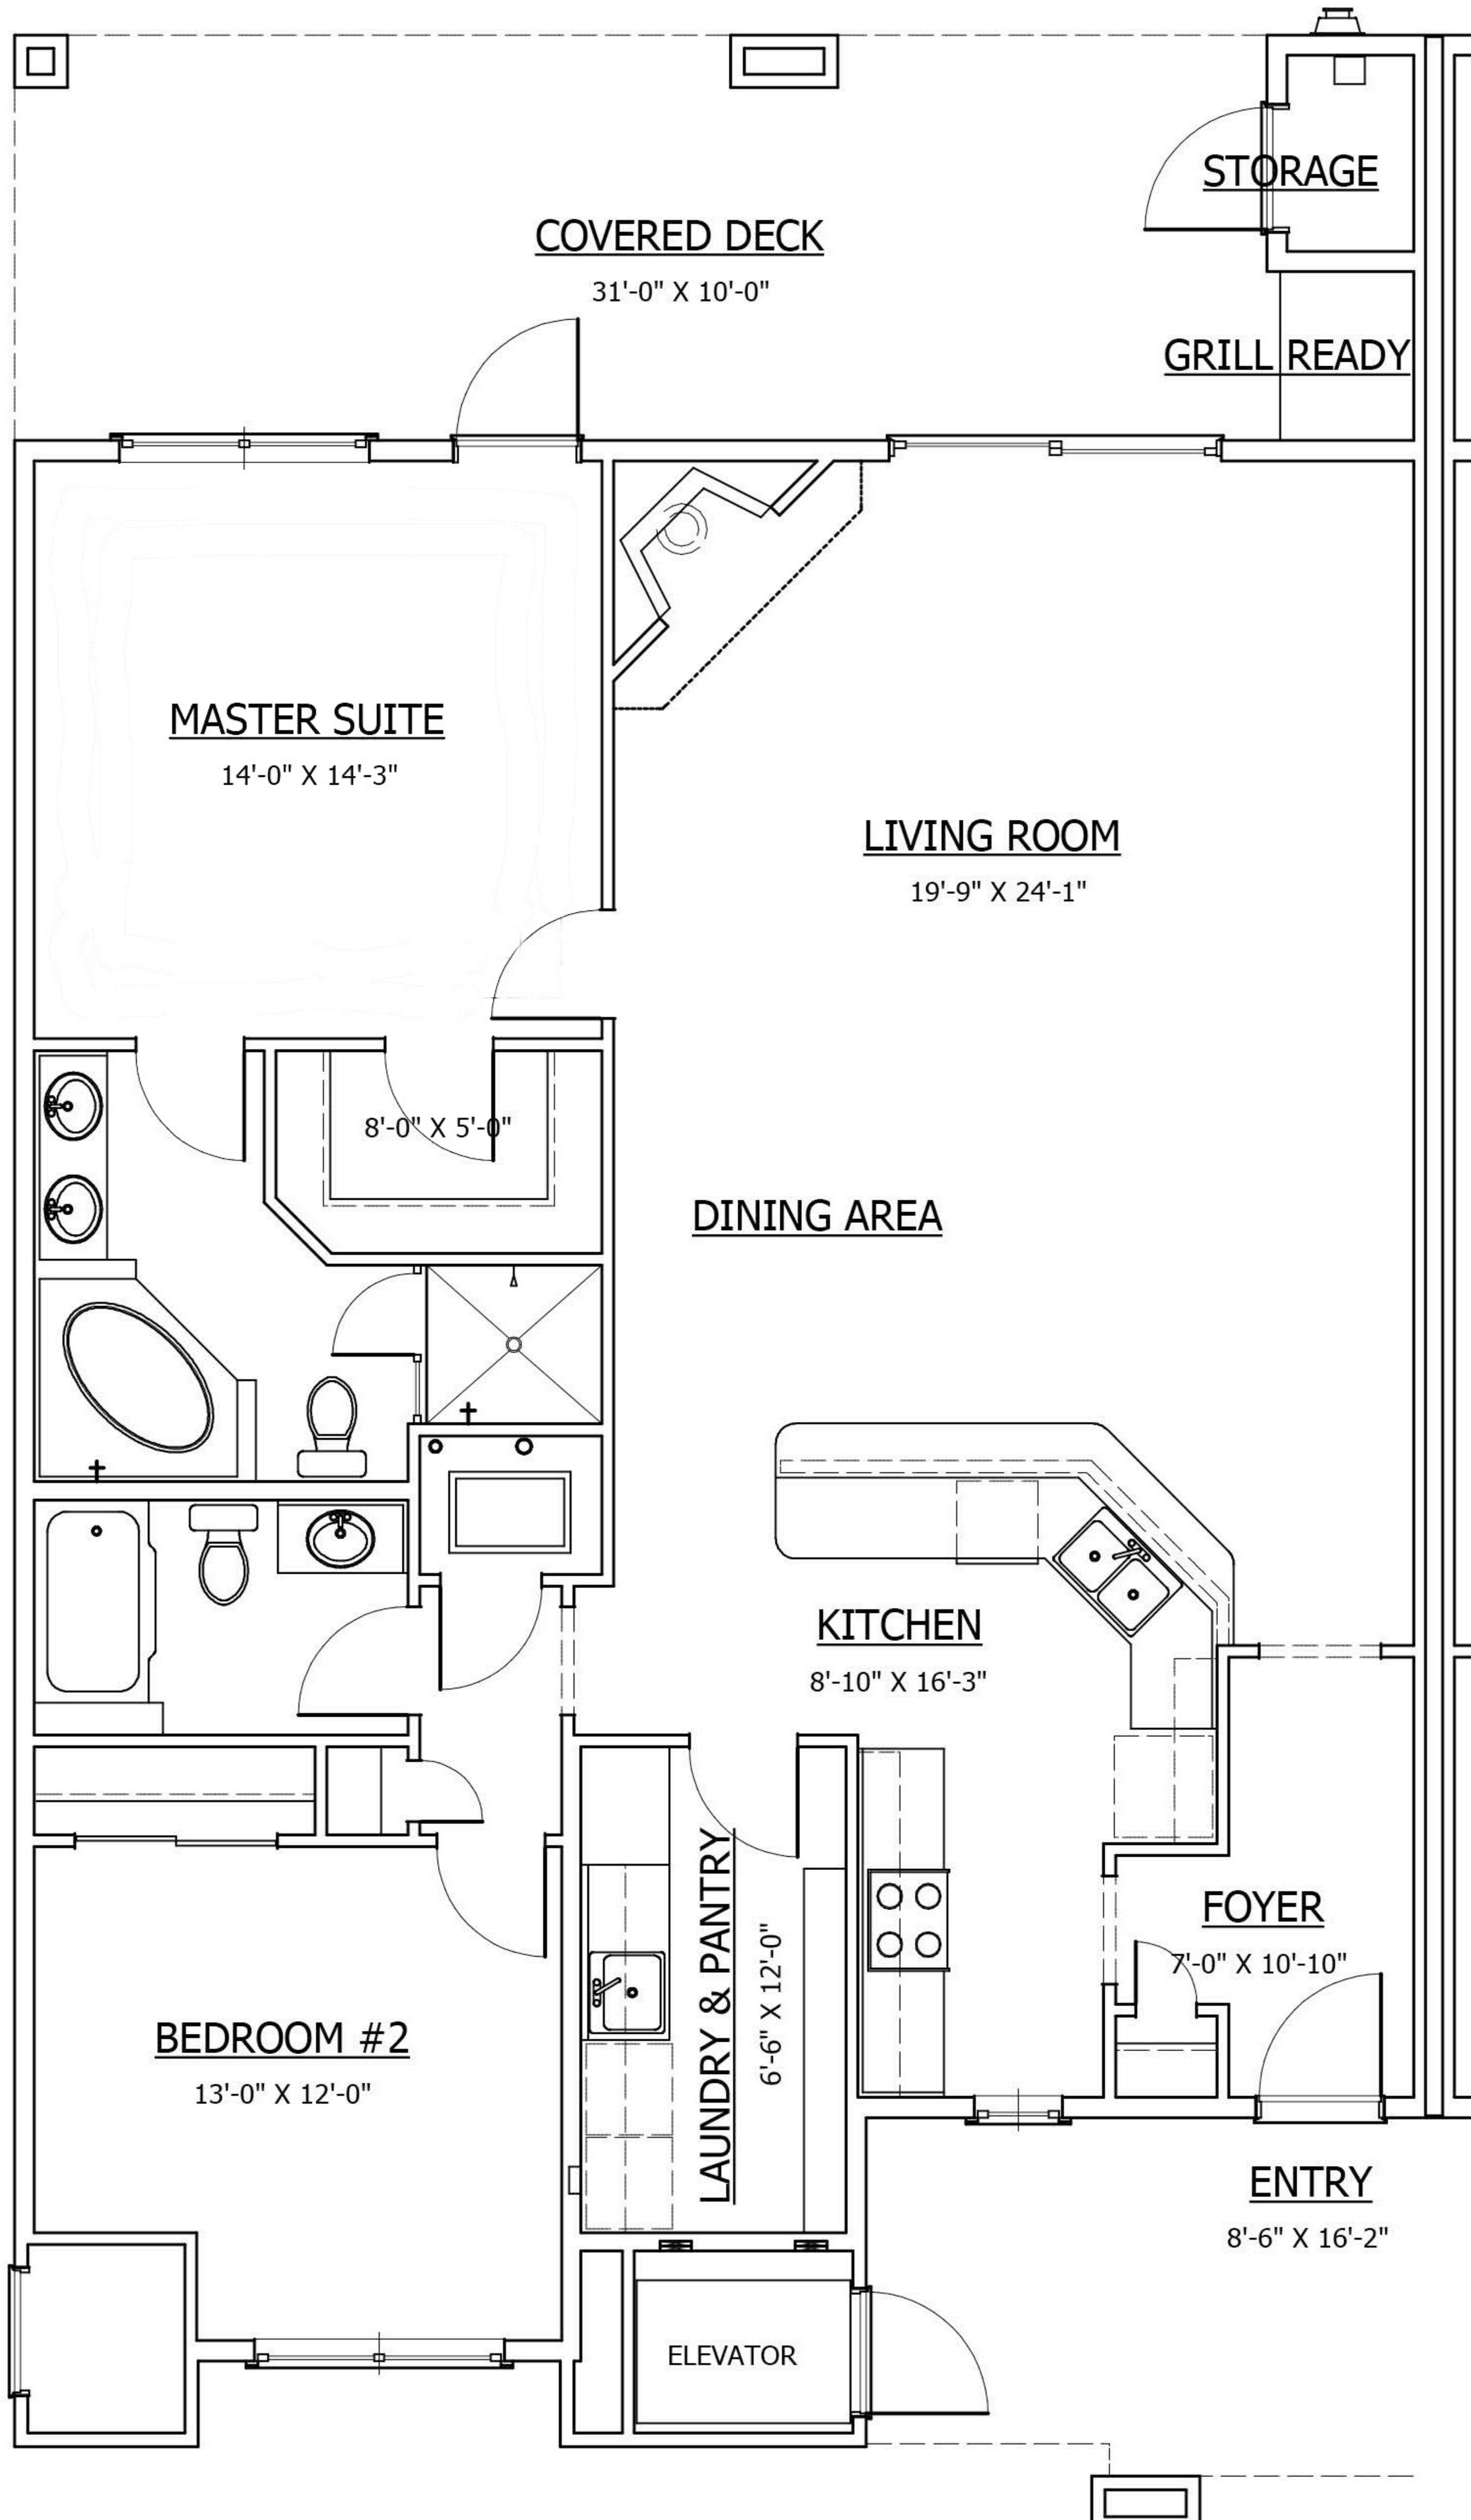 STORAGE
COVERED DECK
31'-0" X 10'-0"
GRILL READY
MASTER SUITE
14'-0" X 14'-3"
LIVING ROOM
19'-9" X 24'-1"
8'-0" X 5'-0"
DINING AREA
KITCHEN
8'-10" X 16'-3"
LAUNDRY & PANTRY
6'-6" X 12'-0"
FOYER
7'-0" X 10'-10"
BEDROOM #2
13'-0" X 12'-0"
ENTRY
8'-6" X 16'-2"
ELEVATOR